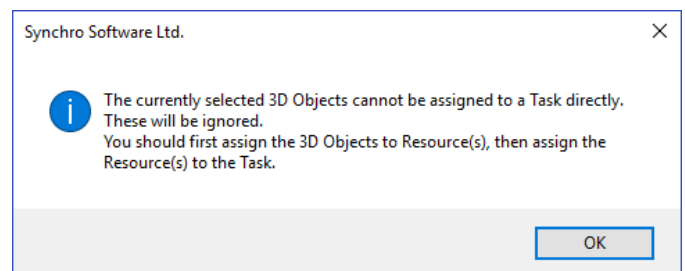 Synchro Software Ltd.
The currently selected 3D Objects cannot be assigned to a Task directly.
These will be ignored.
You should first assign the 3D Objects to Resource(s), then assign the
Resource(s) to the Task.
OK